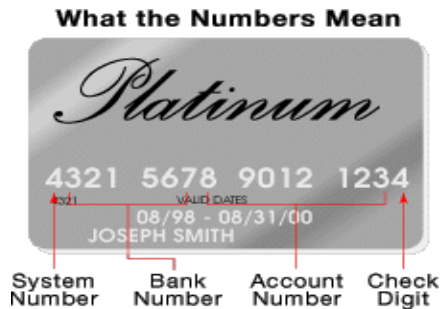 What the Numbers Mean
Platinum
4321 5678 9012 1234
4321 VALID DATES
08/98 - 08/31/00
JOSEPH SMITH
System Bank Account Check
Number Number Number Digit